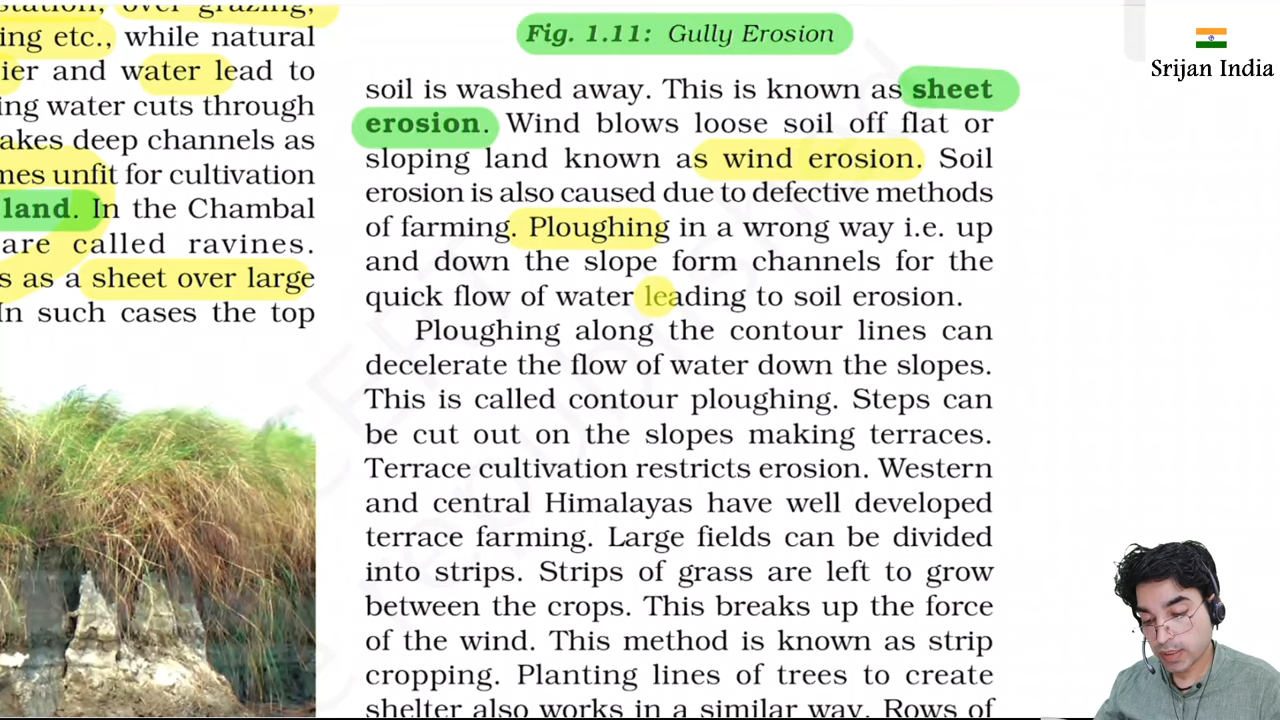 station, over grazing,
ing etc., while natural
ier and water lead to
ing water cuts through
akes deep channels as
mes unfit for cultivation
land. In the Chambal
are called ravines.
s as a sheet over large
In such cases the top
Fig. 1.11: Gully Erosion
soil is washed away. This is known as sheet
erosion. Wind blows loose soil off flat or
sloping land known as wind erosion. Soil
erosion is also caused due to defective methods
of farming. Ploughing in a wrong way i.e. up
and down the slope form channels for the
quick flow of water leading to soil erosion.
Ploughing along the contour lines can
decelerate the flow of water down the slopes.
This is called contour ploughing. Steps can
be cut out on the slopes making terraces.
Terrace cultivation restricts erosion. Western
and central Himalayas have well developed
terrace farming. Large fields can be divided
into strips. Strips of grass are left to grow
between the crops. This breaks up the force
of the wind. This method is known as strip
cropping. Planting lines of trees to create
shelter also works in a similar way. Rows of
Srijan India